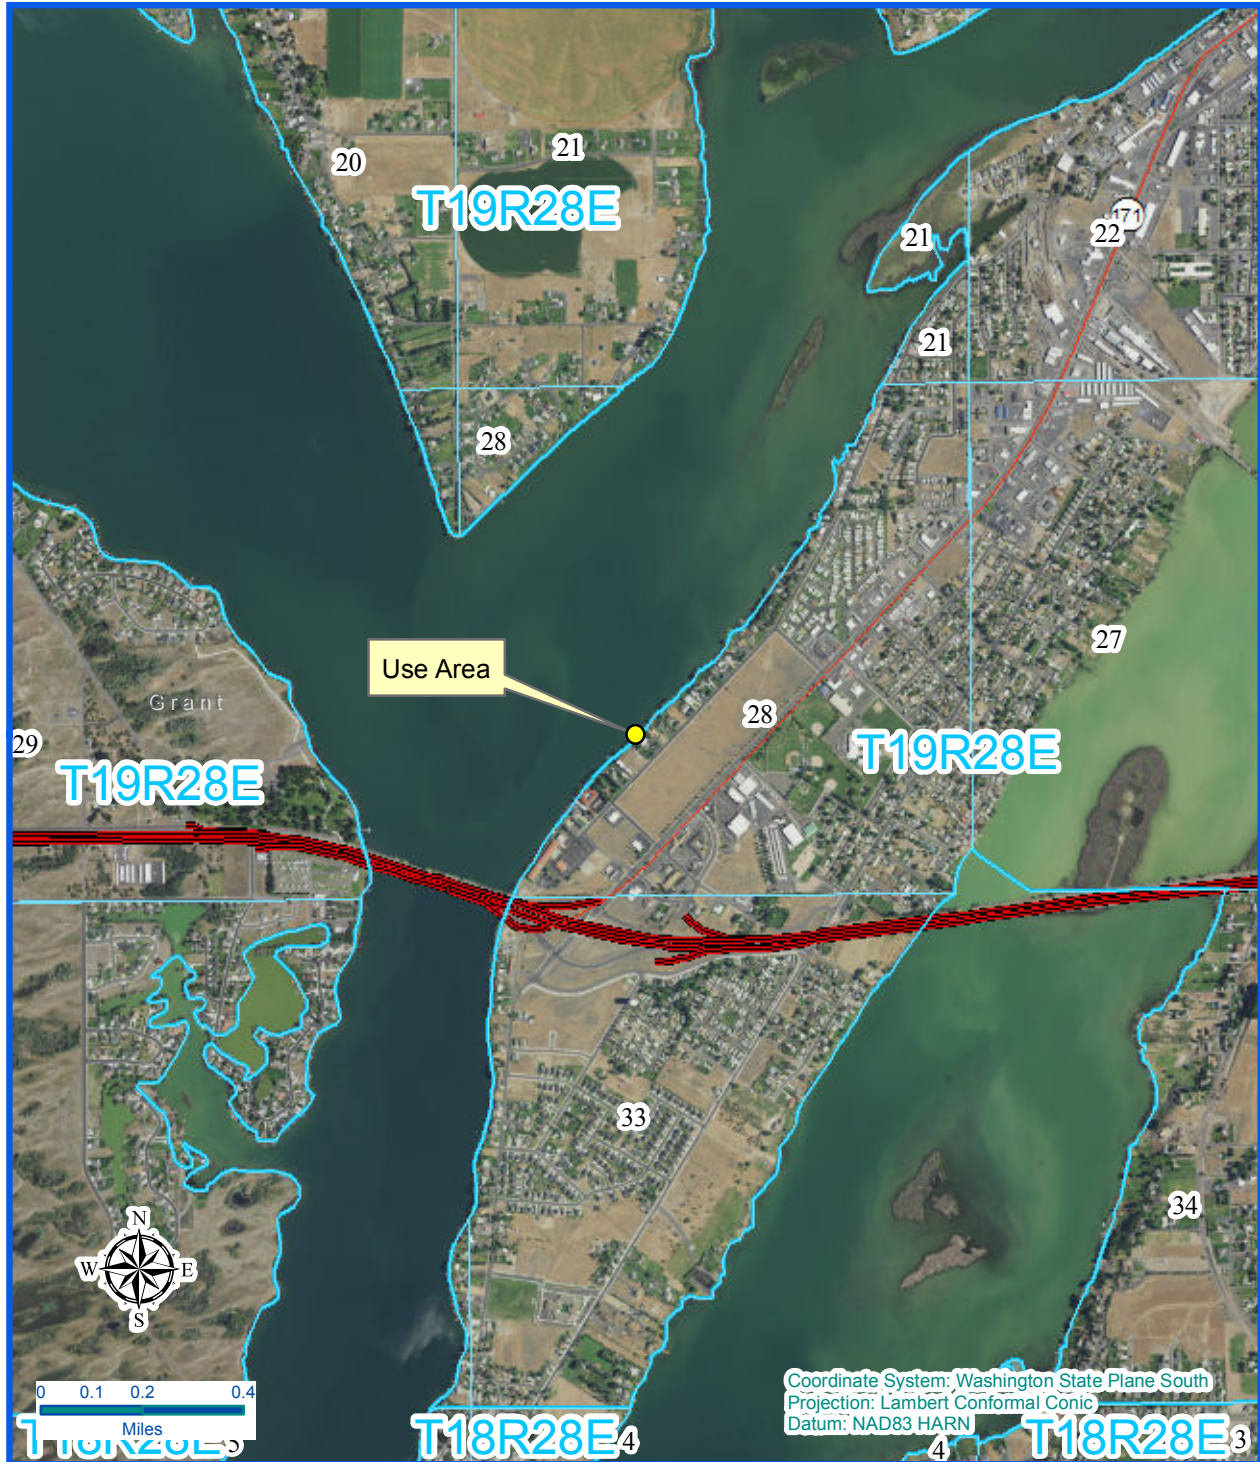 20
21
T19R28E
171
22
21
21
28
27
Use Area
Grant
28
29
T19R28E
T19R28E
33
34
N
W
E
S
0 0.1 0.2 0.4
Miles
Coordinate System: Washington State Plane South
Projection: Lambert Conformal Conic
Datum: NAD83 HARN
T18R28E
5
T18R28E
4
4
T18R28E
3